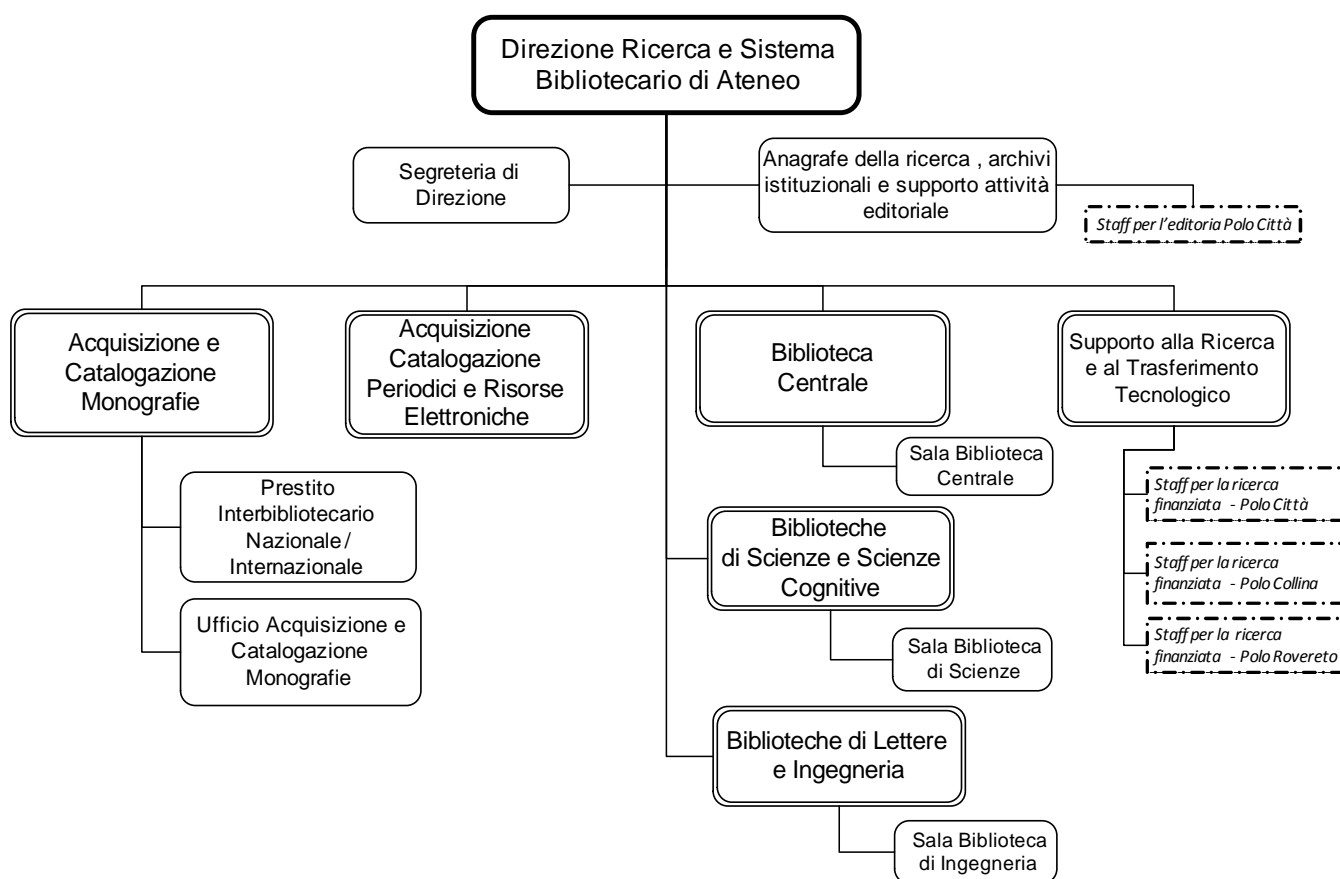 Direzione Ricerca e Sistema
Bibliotecario di Ateneo
Segreteria di
Direzione
Anagrafe della ricerca , archivi
istituzionali e supporto attività
editoriale
Staff per l'editoria Polo Città
Acquisizione e
Catalogazione
Monografie
Acquisizione
Catalogazione
Periodici e Risorse
Elettroniche
Biblioteca
Centrale
Supporto alla Ricerca
e al Trasferimento
Tecnologico
Sala Biblioteca
Centrale
Prestito
Interbibliotecario
Nazionale/
Internazionale
Staff per la ricerca
finanziata - Polo Città
Biblioteche
di Scienze e Scienze
Cognitive
Staff per la ricerca
finanziata - Polo Collina
Ufficio Acquisizione e
Catalogazione
Monografie
Sala Biblioteca
di Scienze
Staff per la ricerca
finanziata - Polo Rovereto
Biblioteche di Lettere
e Ingegneria
Sala Biblioteca
di Ingegneria